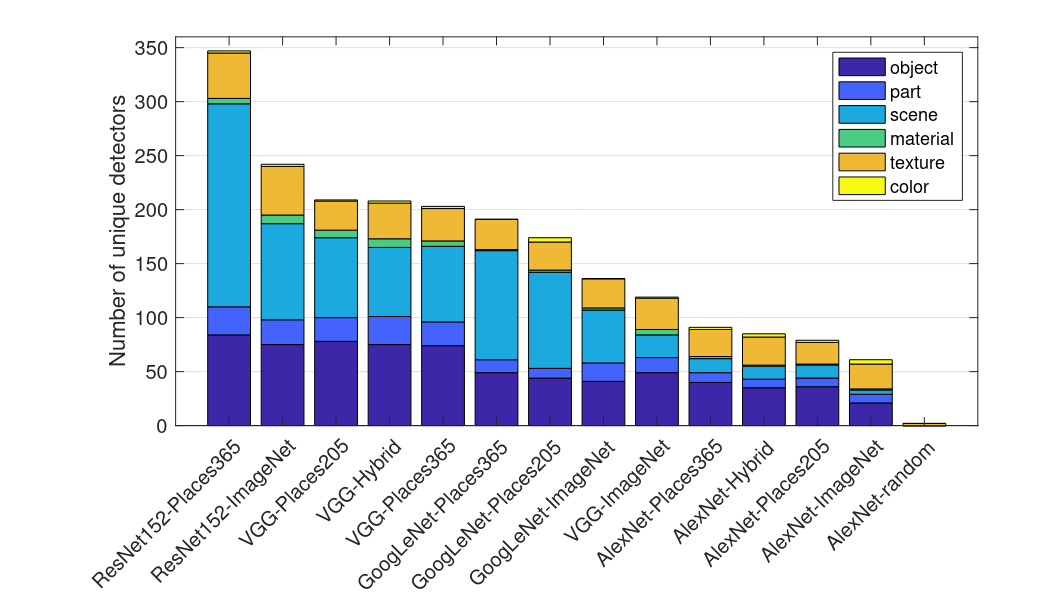 Number of unique detectors
350
300
250
200
150
100
50
0
object
part
scene
material
texture
color
ResNet152-Places365
ResNet152-ImageNet
VGG-Places205
VGG-Hybrid
VGG-Places365
GoogLeNet-Places365
GoogLeNet-Places205
GoogLeNet-ImageNet
VGG-ImageNet
AlexNet-Places365
AlexNet-Hybrid
AlexNet-Places205
AlexNet-ImageNet
AlexNet-random